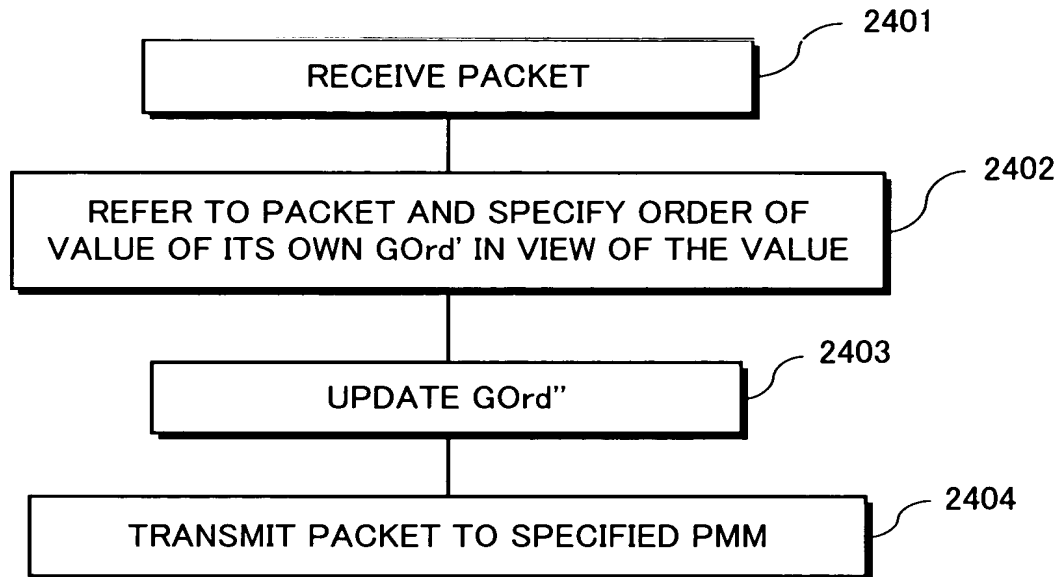 2401
RECEIVE PACKET
2402
REFER TO PACKET AND SPECIFY ORDER OF
VALUE OF ITS OWN GOrd' IN VIEW OF THE VALUE
2403
UPDATE GOrd”
2404
TRANSMIT PACKET TO SPECIFIED PMM